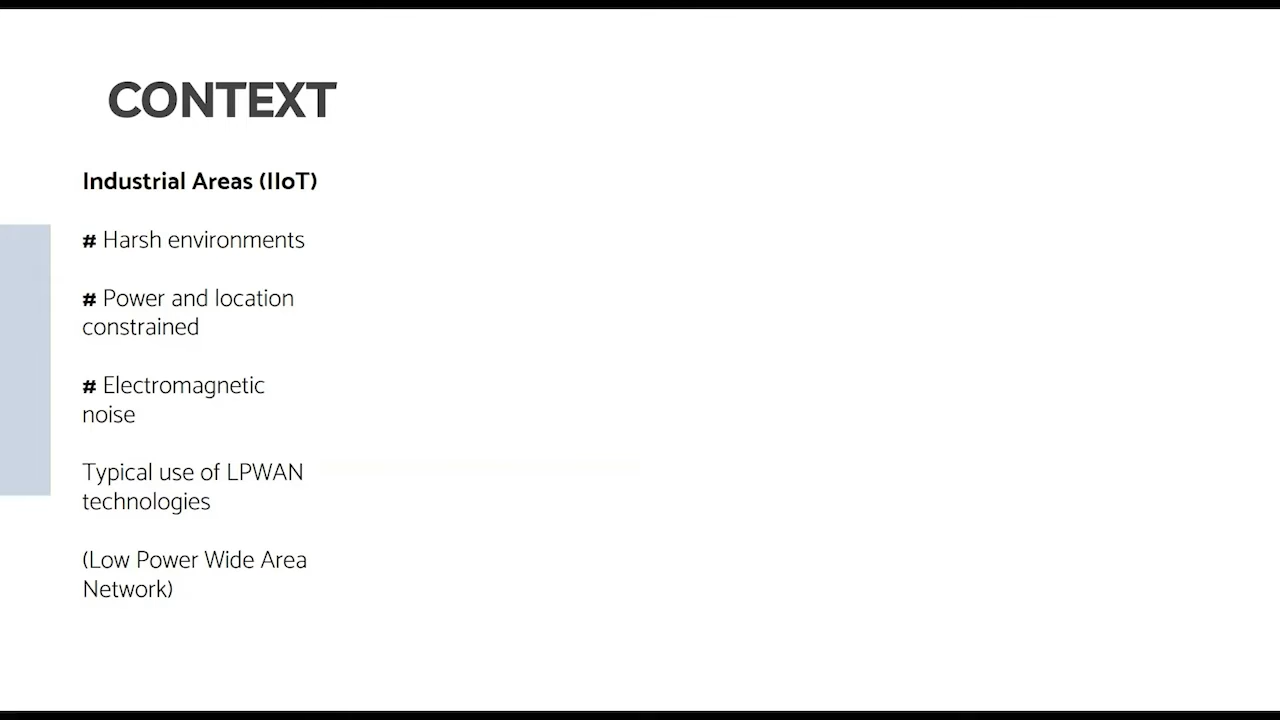 CONTEXT
Industrial Areas (IIoT)
# Harsh environments
# Power and location
constrained
# Electromagnetic
noise
Typical use of LPWAN
technologies
(Low Power Wide Area
Network)